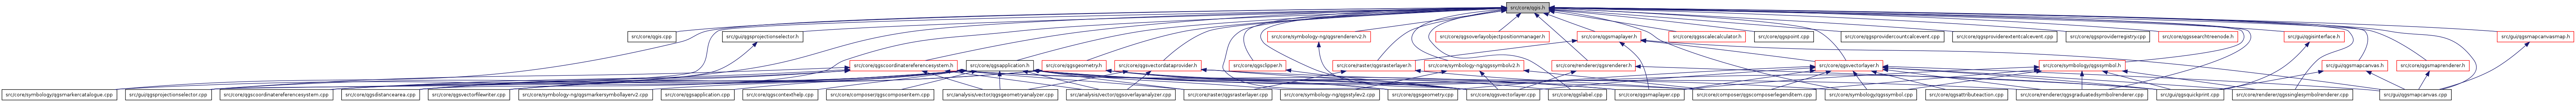 src/core/qgis.h
src/core/qgis.cpp
src/gui/qgsprojectionselector.h
src/core/symbology-ng/qgsrendererv2.h
src/core/qgsoverlayobjectpositionmanager.h
src/core/qgsmaplayer.h
src/core/qgsscalecalculator.h
src/core/qgspoint.cpp
src/core/qgsprovidercountcalcevent.cpp
src/core/qgsproviderextentcalcevent.cpp
src/core/qgsproviderregistry.cpp
src/core/qgssearchtreenode.h
src/gui/qgisinterface.h
src/gui/qgsmapcanvasmap.h
src/core/qgscoordinatereferencesystem.h
src/core/qgsapplication.h
src/core/qgsgeometry.h
src/core/qgsvectordataprovider.h
src/core/qgsclipper.h
src/core/raster/qgsrasterlayer.h
src/core/symbology-ng/qgssymbolv2.h
src/core/renderer/qgsrenderer.h
src/core/qgsvectorlayer.h
src/core/symbology/qgssymbol.h
src/gui/qgsmapcanvas.h
src/core/qgsmaprenderer.h
src/core/symbology/qgsmarkercatalogue.cpp
src/gui/qgsprojectionselector.cpp
src/core/qgscoordinatereferencesystem.cpp
src/core/qgsdistancearea.cpp
src/core/qgsvectorfilewriter.cpp
src/core/symbology-ng/qgsmarkersymbollayerv2.cpp
src/core/qgsapplication.cpp
src/core/qgscontexthelp.cpp
src/core/composer/qgscomposeritem.cpp
src/analysis/vector/qgsgeometryanalyzer.cpp
src/analysis/vector/qgsoverlayanalyzer.cpp
src/core/raster/qgsrasterlayer.cpp
src/core/symbology-ng/qgsstylev2.cpp
src/core/qgsgeometry.cpp
src/core/qgsvectorlayer.cpp
src/core/qgslabel.cpp
src/core/qgsmaplayer.cpp
src/core/composer/qgscomposerlegenditem.cpp
src/core/symbology/qgssymbol.cpp
src/core/qgsattributeaction.cpp
src/core/renderer/qgsgraduatedsymbolrenderer.cpp
src/gui/qgsquickprint.cpp
src/core/renderer/qgssinglesymbolrenderer.cpp
src/gui/qgsmapcanvas.cpp